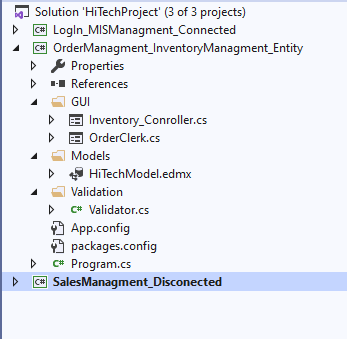 Solution 'HiTechProject' (3 of 3 projects)
C# LogIn_MISManagment_Connected
C# OrderManagment_InventoryManagment_Entity
Properties
References
GUI
Inventory_Conroller.cs
OrderClerk.cs
Models
HiTechModel.edmx
Validation
C# Validator.cs
App.config
packages.config
C# Program.cs
C# SalesManagment_Disconected